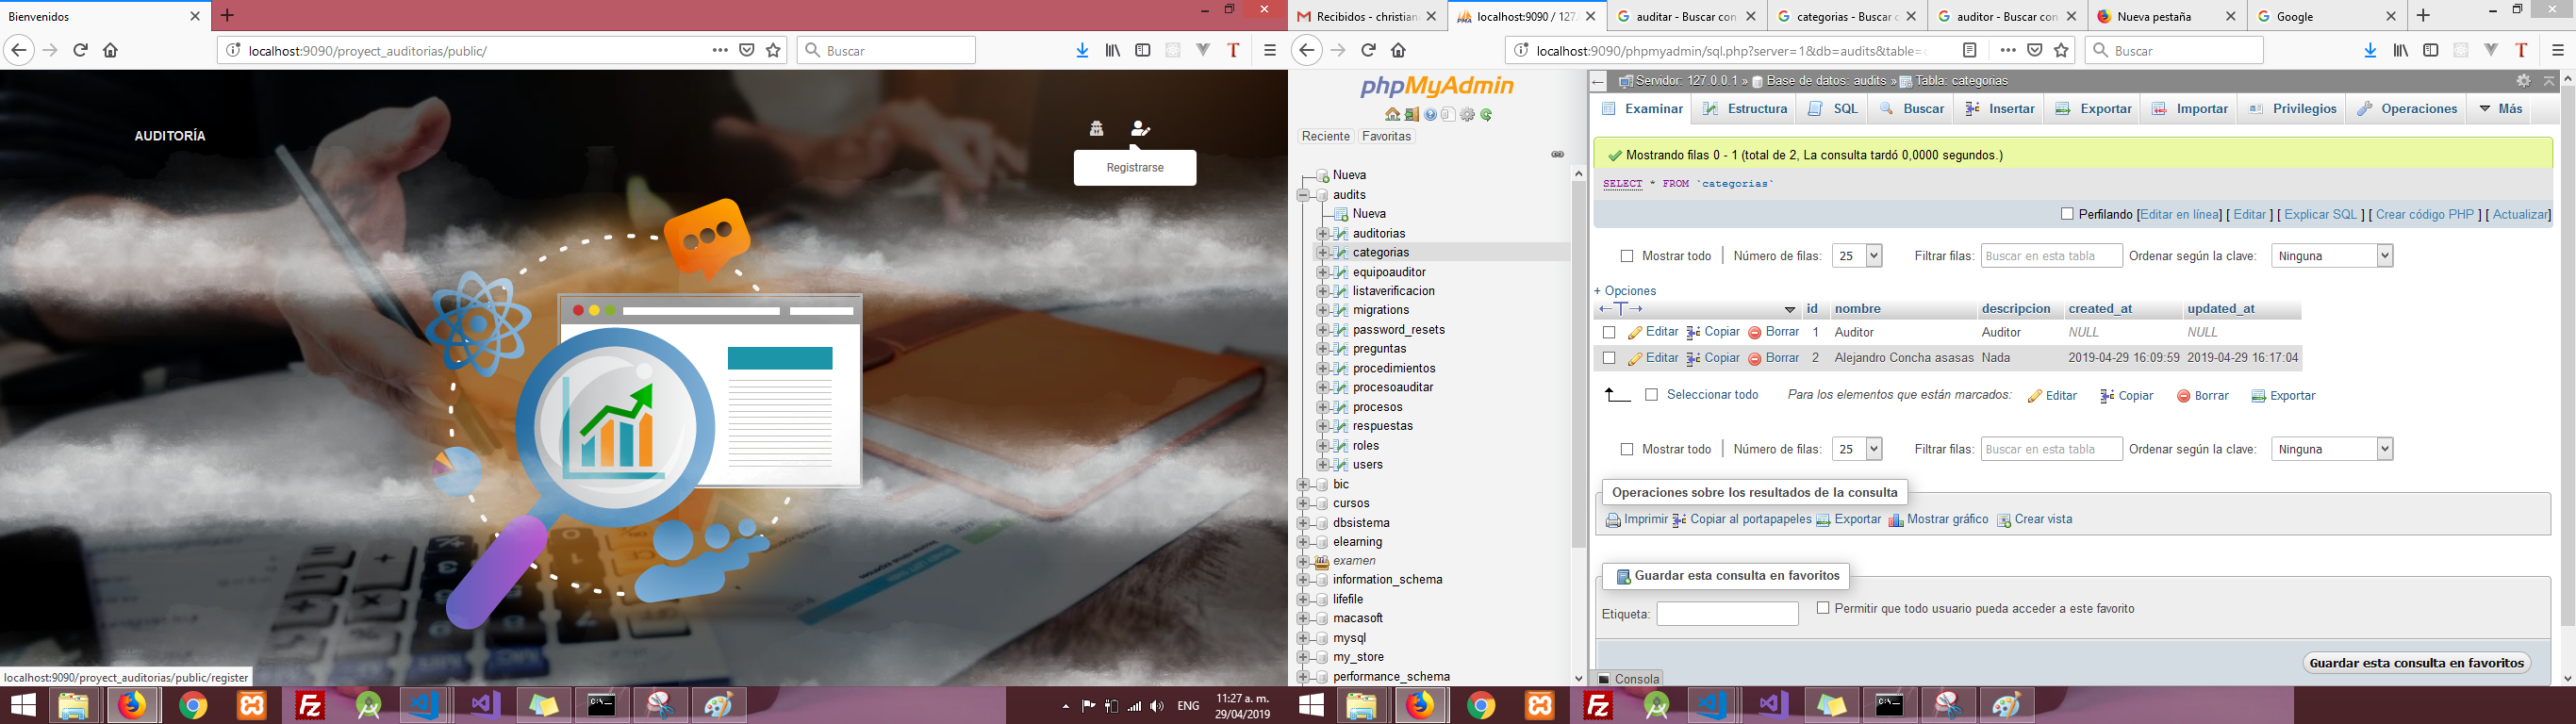 Bienvenidos
localhost:9090/proyect_auditorias/public/
Buscar
AUDITORÍA
Registrarse
localhost:9090/proyect_auditorias/public/register
11:27 a. m.
ENG
29/04/2019
Recibidos - christian
localhost:9090 / 127.
auditar - Buscar con
categorias - Buscar c
auditor - Buscar con
Nueva pestaña
Google
localhost:9090/phpmyadmin/sql.php?server=1&db=audits&table=c
Buscar
phpMyAdmin
Reciente
Favoritas
Nueva
audits
Nueva
auditorias
categorias
equipoauditor
listaverificacion
migrations
password_resets
preguntas
procedimientos
procesoauditar
procesos
respuestas
roles
users
bic
cursos
dbsistema
elearning
examen
information_schema
lifefile
macasoft
mysql
my_store
performance_schema
Servidor: 127.0.0.1 » Base de datos: audits » Tabla: categorias
Examinar Estructura SQL Buscar Insertar Exportar Importar Privilegios Operaciones Más
Mostrando filas 0 - 1 (total de 2, La consulta tardó 0,0000 segundos.)
SELECT * FROM `categorias`
Perfilando [Editar en línea] [ Editar ] [ Explicar SQL ] [ Crear código PHP ] [ Actualizar]
Mostrar todo | Número de filas: 25 Filtrar filas: Buscar en esta tabla Ordenar según la clave: Ninguna
+ Opciones
id nombre descripcion created_at updated_at
Editar Copiar Borrar 1 Auditor Auditor NULL NULL
Editar Copiar Borrar 2 Alejandro Concha asasas Nada 2019-04-29 16:09:59 2019-04-29 16:17:04
Seleccionar todo Para los elementos que están marcados: Editar Copiar Borrar Exportar
Mostrar todo | Número de filas: 25 Filtrar filas: Buscar en esta tabla Ordenar según la clave: Ninguna
Operaciones sobre los resultados de la consulta
Imprimir Copiar al portapapeles Exportar Mostrar gráfico Crear vista
Guardar esta consulta en favoritos
Etiqueta: Permitir que todo usuario pueda acceder a este favorito
Guardar esta consulta en favoritos
Consola